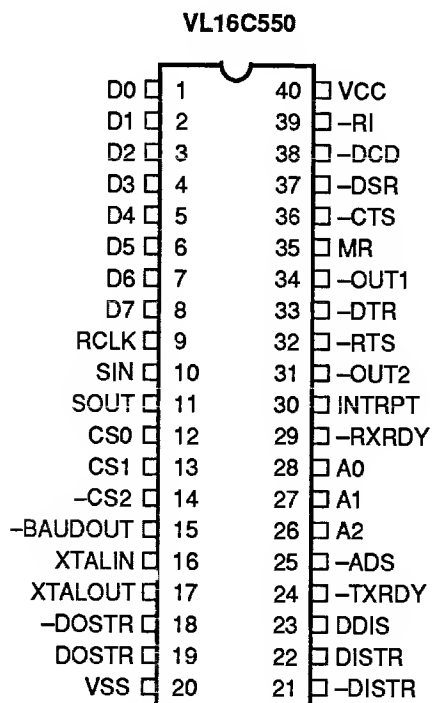 VL16C550
D0 1 40 VCC
D1 2 39 –RI
D2 3 38 –DCD
D3 4 37 –DSR
D4 5 36 –CTS
D5 6 35 MR
D6 7 34 –OUT1
D7 8 33 –DTR
RCLK 9 32 –RTS
SIN 10 31 –OUT2
SOUT 11 30 INTRPT
CS0 12 29 –RXRDY
CS1 13 28 A0
–CS2 14 27 A1
–BAUDOUT 15 26 A2
XTALIN 16 25 –ADS
XTALOUT 17 24 –TXRDY
–DOSTR 18 23 DDIS
DOSTR 19 22 DISTR
VSS 20 21 –DISTR